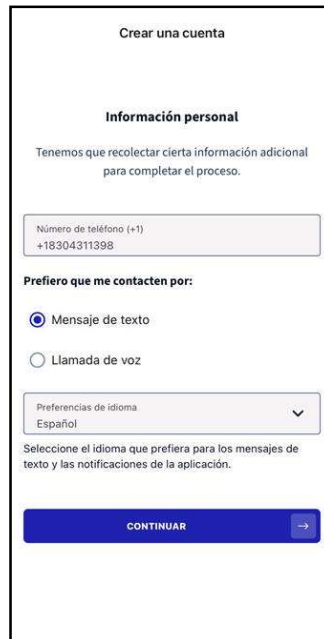 Crear una cuenta
Información personal
Tenemos que recolectar cierta información adicional
para completar el proceso.
Número de teléfono (+1)
+18304311398
Prefiero que me contacten por:
Mensaje de texto
Llamada de voz
Preferencias de idioma
Español
Seleccione el idioma que prefiera para los mensajes de
texto y las notificaciones de la aplicación.
CONTINUAR